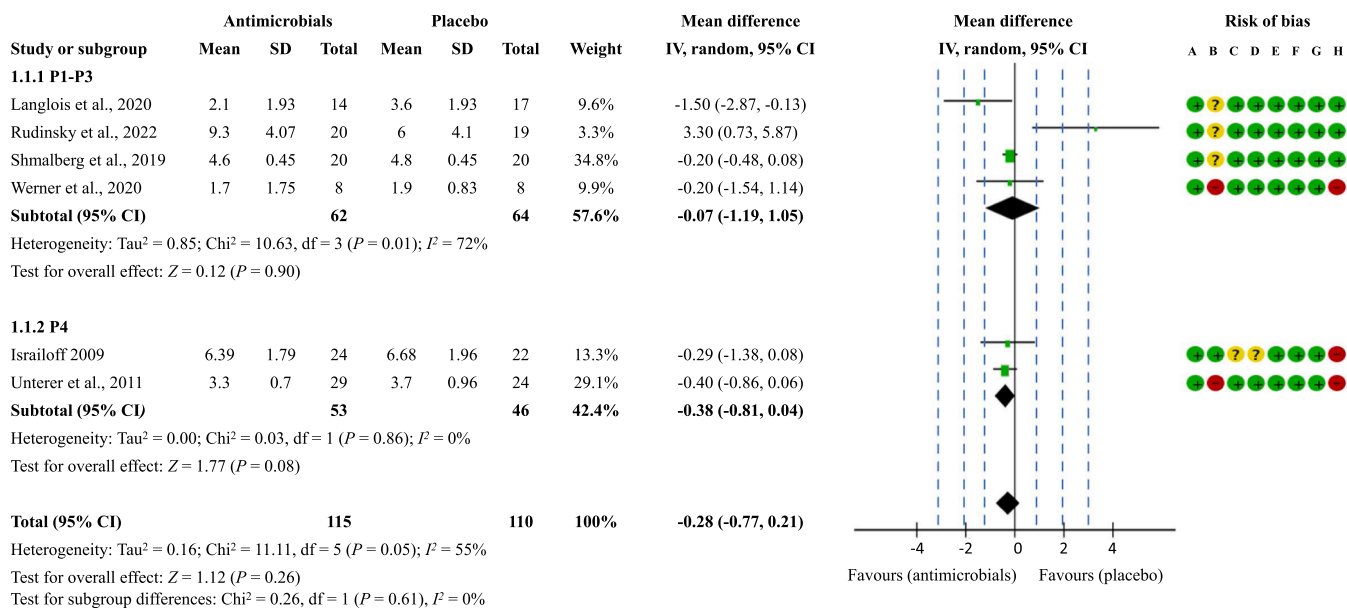 Antimicrobials Placebo Mean difference Mean difference Risk of bias
Study or subgroup Mean SD Total Mean SD Total Weight IV, random, 95% CI IV, random, 95% CI A B C D E F G H
1.1.1 P1-P3
Langlois et al., 2020 2.1 1.93 14 3.6 1.93 17 9.6% -1.50 (-2.87, -0.13) + ? + + + + + +
Rudinsky et al., 2022 9.3 4.07 20 6 4.1 19 3.3% 3.30 (0.73, 5.87) + ? + + + + + +
Shmalberg et al., 2019 4.6 0.45 20 4.8 0.45 20 34.8% -0.20 (-0.48, 0.08) + ? + + + + + +
Werner et al., 2020 1.7 1.75 8 1.9 0.83 8 9.9% -0.20 (-1.54, 1.14) + - + + + + + -
Subtotal (95% CI) 62 64 57.6% -0.07 (-1.19, 1.05)
Heterogeneity: Tau² = 0.85; Chi² = 10.63, df = 3 (P = 0.01); I² = 72%
Test for overall effect: Z = 0.12 (P = 0.90)
1.1.2 P4
Israiloff 2009 6.39 1.79 24 6.68 1.96 22 13.3% -0.29 (-1.38, 0.08) + + ? ? + + + -
Unterer et al., 2011 3.3 0.7 29 3.7 0.96 24 29.1% -0.40 (-0.86, 0.06) + - + + + + + -
Subtotal (95% CI) 53 46 42.4% -0.38 (-0.81, 0.04)
Heterogeneity: Tau² = 0.00; Chi² = 0.03, df = 1 (P = 0.86); I² = 0%
Test for overall effect: Z = 1.77 (P = 0.08)
Total (95% CI) 115 110 100% -0.28 (-0.77, 0.21)
Heterogeneity: Tau² = 0.16; Chi² = 11.11, df = 5 (P = 0.05); I² = 55%
-4 -2 0 2 4
Test for overall effect: Z = 1.12 (P = 0.26) Favours (antimicrobials) Favours (placebo)
Test for subgroup differences: Chi² = 0.26, df = 1 (P = 0.61), I² = 0%